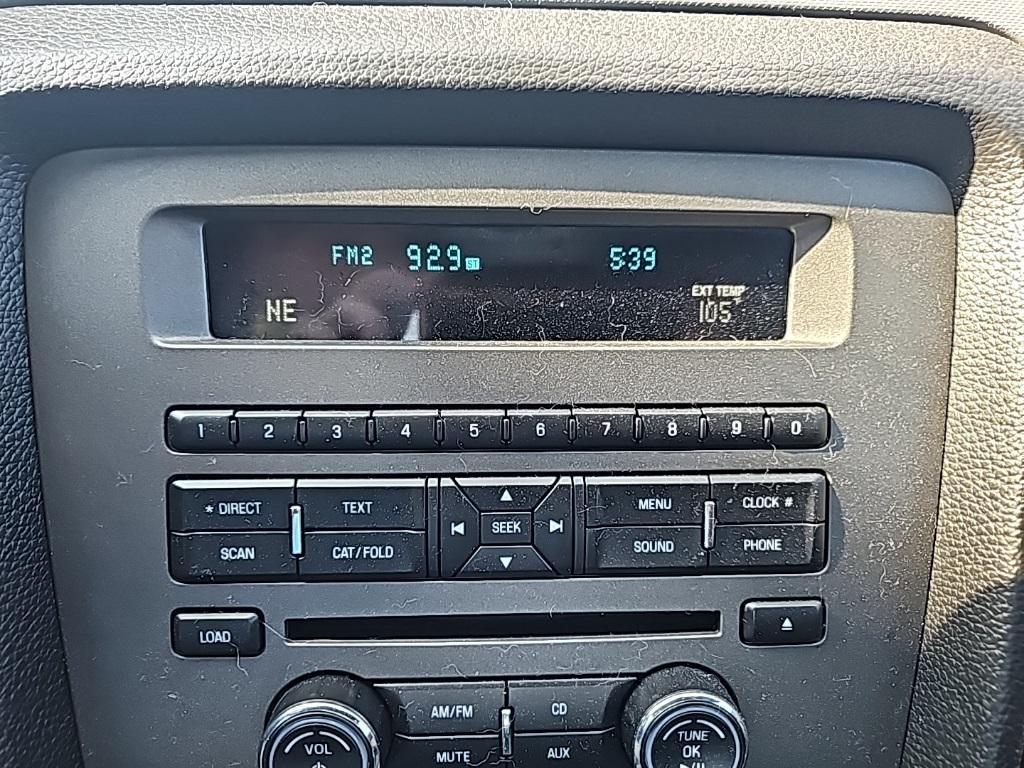 FM2 92.9 ST 5:39
EXT TEMP
NE 105°
1 2 3 4 5 6 7 8 9 0
* DIRECT TEXT MENU CLOCK #
SEEK
SCAN CAT/FOLD SOUND PHONE
LOAD
AM/FM CD
VOL MUTE AUX TUNE
OK